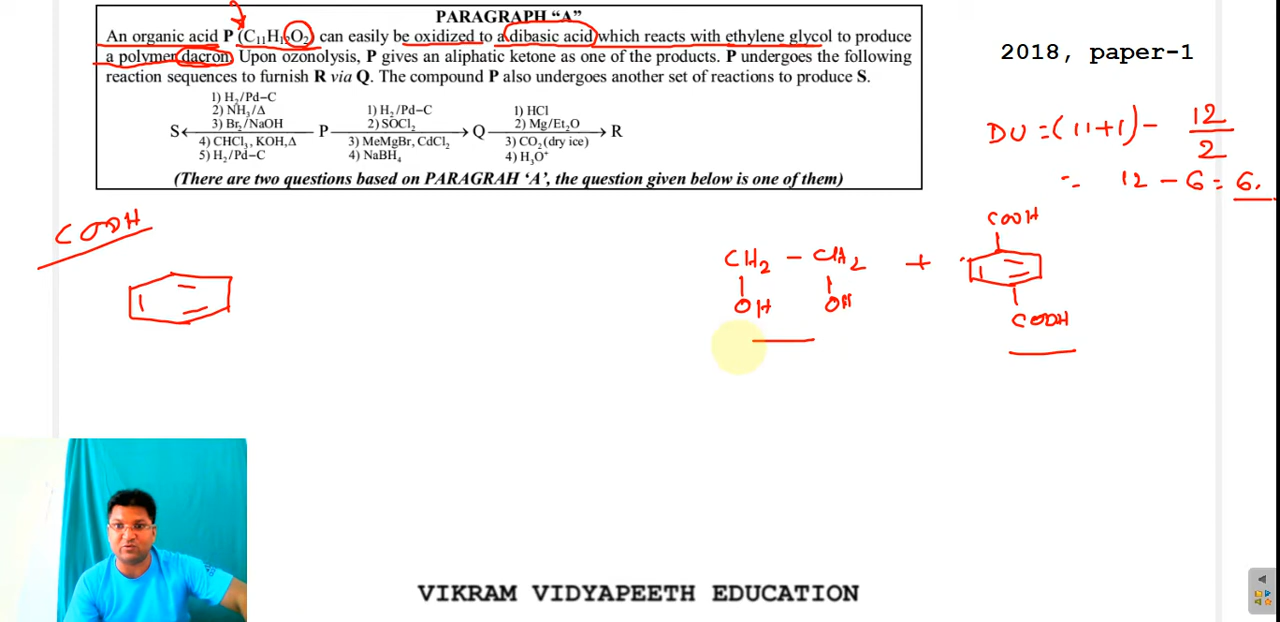 PARAGRAPH “A”
An organic acid P (C11H12O2) can easily be oxidized to a dibasic acid which reacts with ethylene glycol to produce
a polymer dacron. Upon ozonolysis, P gives an aliphatic ketone as one of the products. P undergoes the following
reaction sequences to furnish R via Q. The compound P also undergoes another set of reactions to produce S.
1) H2/Pd−C
2) NH3/Δ
3) Br2/NaOH
4) CHCl3, KOH,Δ
5) H2/Pd−C
S
P
1) H2/Pd−C
2) SOCl2
3) MeMgBr, CdCl2
4) NaBH4
Q
1) HCl
2) Mg/Et2O
3) CO2(dry ice)
4) H3O+
R
(There are two questions based on PARAGRAH ‘A’, the question given below is one of them)
2018, paper-1
DU = (11+1) − 12/2
= 12 − 6 = 6.
COOH
CH2 − CH2 +
OH OH
COOH
COOH
VIKRAM VIDYAPEETH EDUCATION